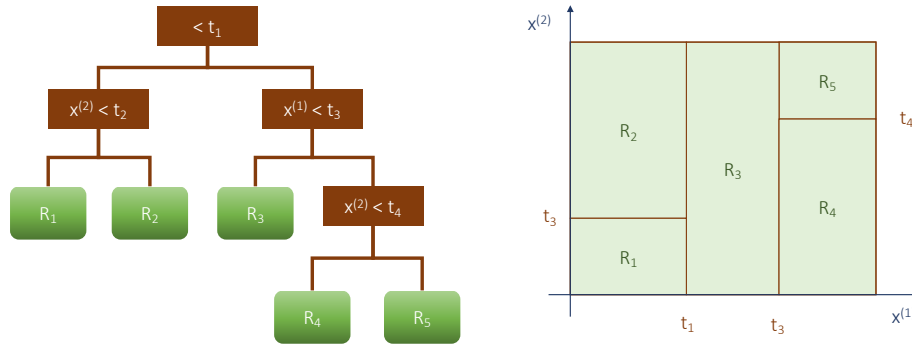 < t₁
x⁽²⁾ < t₂
x⁽¹⁾ < t₃
R₁
R₂
R₃
x⁽²⁾ < t₄
R₄
R₅
x⁽²⁾
R₅
t₄
R₂
R₃
R₄
t₃
R₁
x⁽¹
t₁
t₃